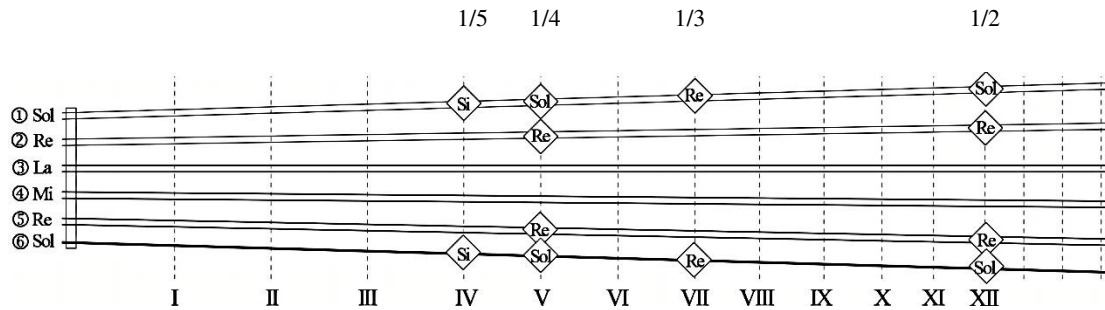 1/5 1/4 1/3 1/2
Si Sol Re Sol
① Sol
② Re Re Re
③ La
④ Mi
⑤ Re Re Re
⑥ Sol Si Sol Re Sol
I II III IV V VI VII VIII IX X XI XII